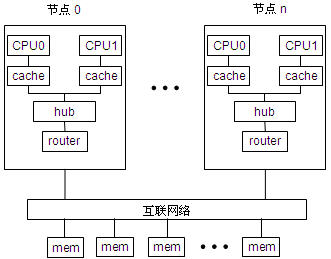 节点 0 节点 n
CPU0 CPU1 CPU0 CPU1
cache cache cache cache
hub hub
router router
互联网络
mem mem mem mem